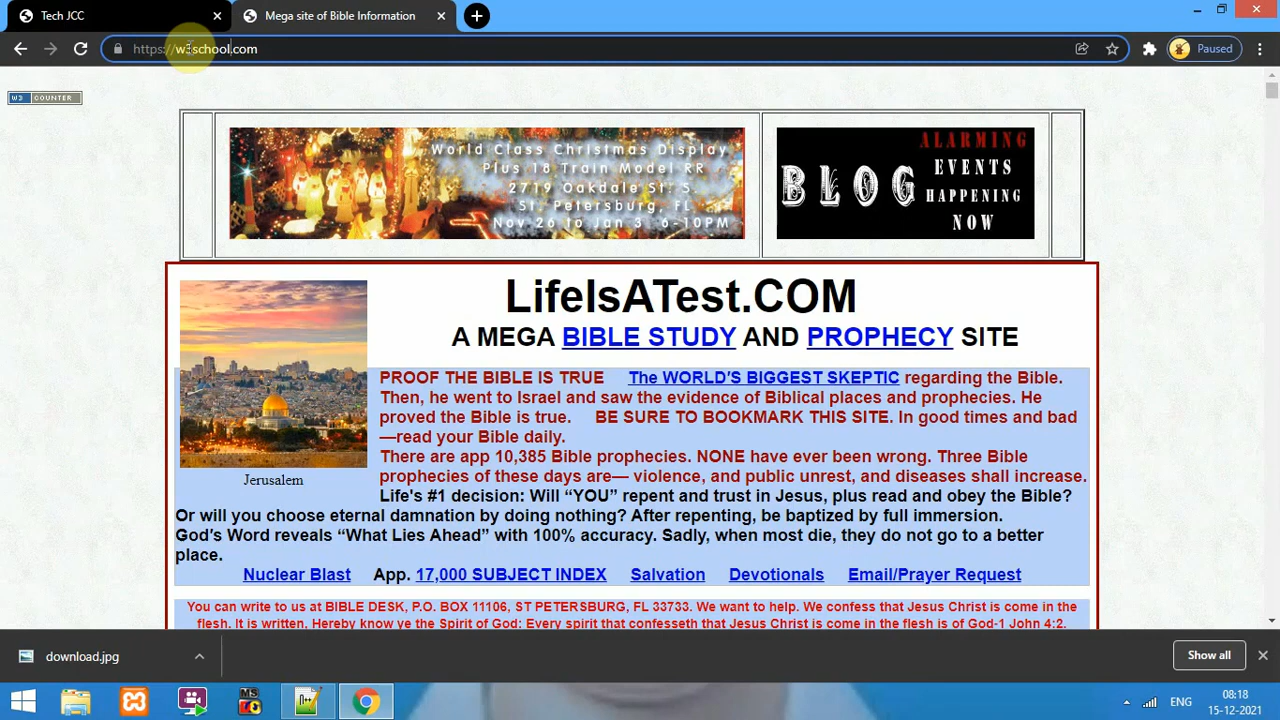 Tech JCC
Mega site of Bible Information
https://w3school.com
Paused
W3 COUNTER
World Class Christmas Display
Plus 18 Train Model RR
2719 Oakdale St. S.
St. Petersburg, FL
Nov 26 to Jan 3, 6-10PM
BLOG
ALARMING
EVENTS
HAPPENING
NOW
LifeIsATest.COM
A MEGA BIBLE STUDY AND PROPHECY SITE
Jerusalem
PROOF THE BIBLE IS TRUE The WORLD'S BIGGEST SKEPTIC regarding the Bible.
Then, he went to Israel and saw the evidence of Biblical places and prophecies. He
proved the Bible is true. BE SURE TO BOOKMARK THIS SITE. In good times and bad
—read your Bible daily.
There are app 10,385 Bible prophecies. NONE have ever been wrong. Three Bible
prophecies of these days are— violence, and public unrest, and diseases shall increase.
Life's #1 decision: Will “YOU” repent and trust in Jesus, plus read and obey the Bible?
Or will you choose eternal damnation by doing nothing? After repenting, be baptized by full immersion.
God's Word reveals “What Lies Ahead” with 100% accuracy. Sadly, when most die, they do not go to a better
place.
Nuclear Blast App. 17,000 SUBJECT INDEX Salvation Devotionals Email/Prayer Request
You can write to us at BIBLE DESK, P.O. BOX 11106, ST PETERSBURG, FL 33733. We want to help. We confess that Jesus Christ is come in the
flesh. It is written, Hereby know ye the Spirit of God: Every spirit that confesseth that Jesus Christ is come in the flesh is of God-1 John 4:2.
download.jpg
Show all
MS
n++
ENG
08:18
15-12-2021